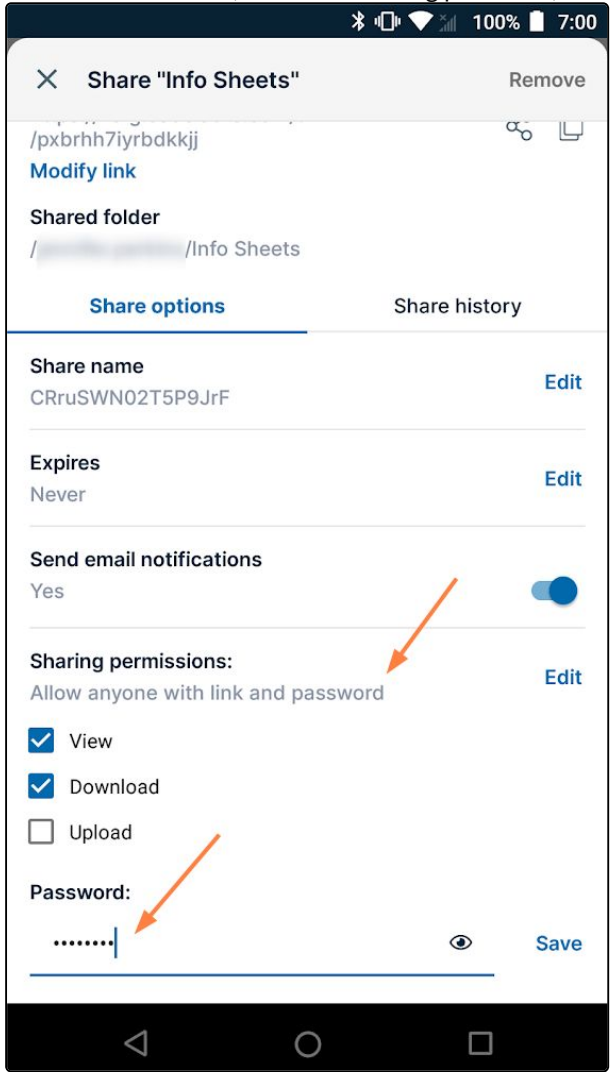 100% 7:00
Share "Info Sheets" Remove
/pxbrhh7iyrbdkkjj
Modify link
Shared folder
/ /Info Sheets
Share options Share history
Share name
CRruSWN02T5P9JrF Edit
Expires
Never Edit
Send email notifications
Yes
Sharing permissions:
Allow anyone with link and password Edit
View
Download
Upload
Password:
•••••••• Save